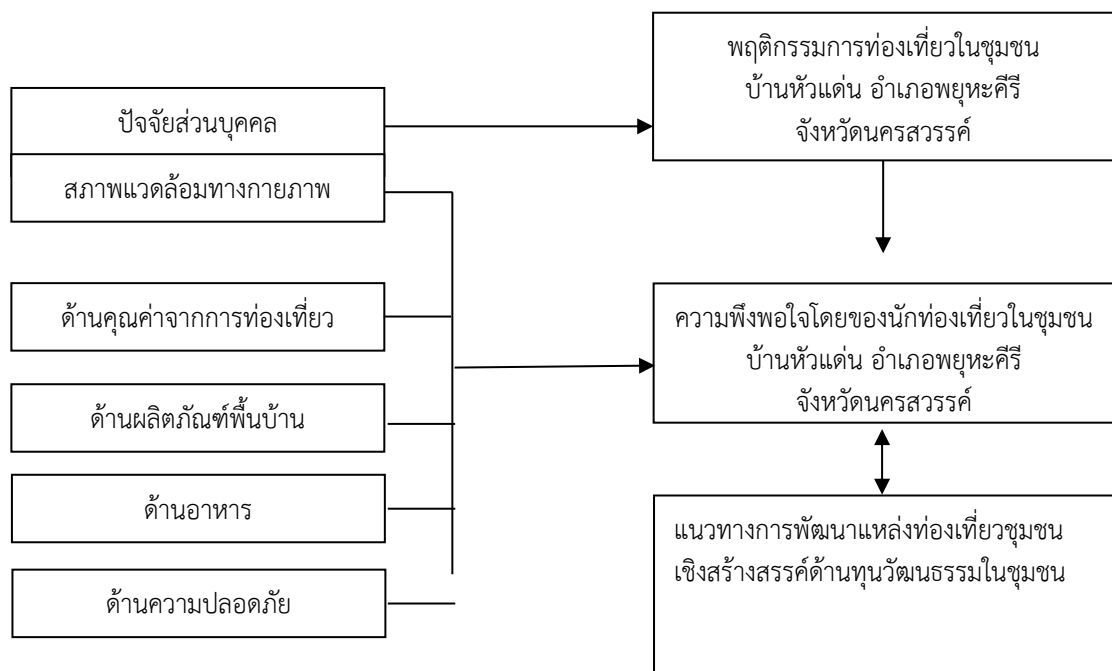 พฤติกรรมการท่องเที่ยวในชุมชน
บ้านหัวแด่น อำเภอพยุหะคีรี
จังหวัดนครสวรรค์
ปัจจัยส่วนบุคคล
สภาพแวดล้อมทางกายภาพ
ด้านคุณค่าจากการท่องเที่ยว
ด้านผลิตภัณฑ์พื้นบ้าน
ด้านอาหาร
ด้านความปลอดภัย
ความพึงพอใจโดยของนักท่องเที่ยวในชุมชน
บ้านหัวแด่น อำเภอพยุหะคีรี
จังหวัดนครสวรรค์
แนวทางการพัฒนาแหล่งท่องเที่ยวชุมชน
เชิงสร้างสรรค์ด้านทุนวัฒนธรรมในชุมชน